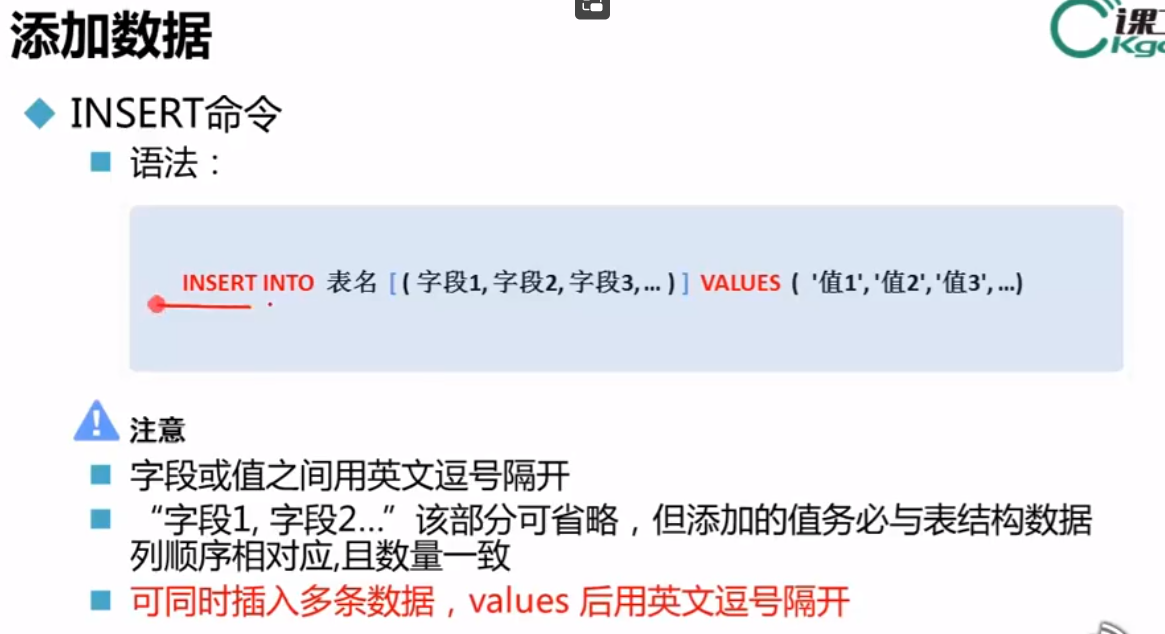 添加数据
课工
Kgc
INSERT命令
语法：
INSERT INTO 表名 [ ( 字段1, 字段2, 字段3, ... ) ] VALUES ( '值1', '值2', '值3', ...)
注意
字段或值之间用英文逗号隔开
“字段1, 字段2...”该部分可省略，但添加的值务必与表结构数据
列顺序相对应,且数量一致
可同时插入多条数据，values 后用英文逗号隔开